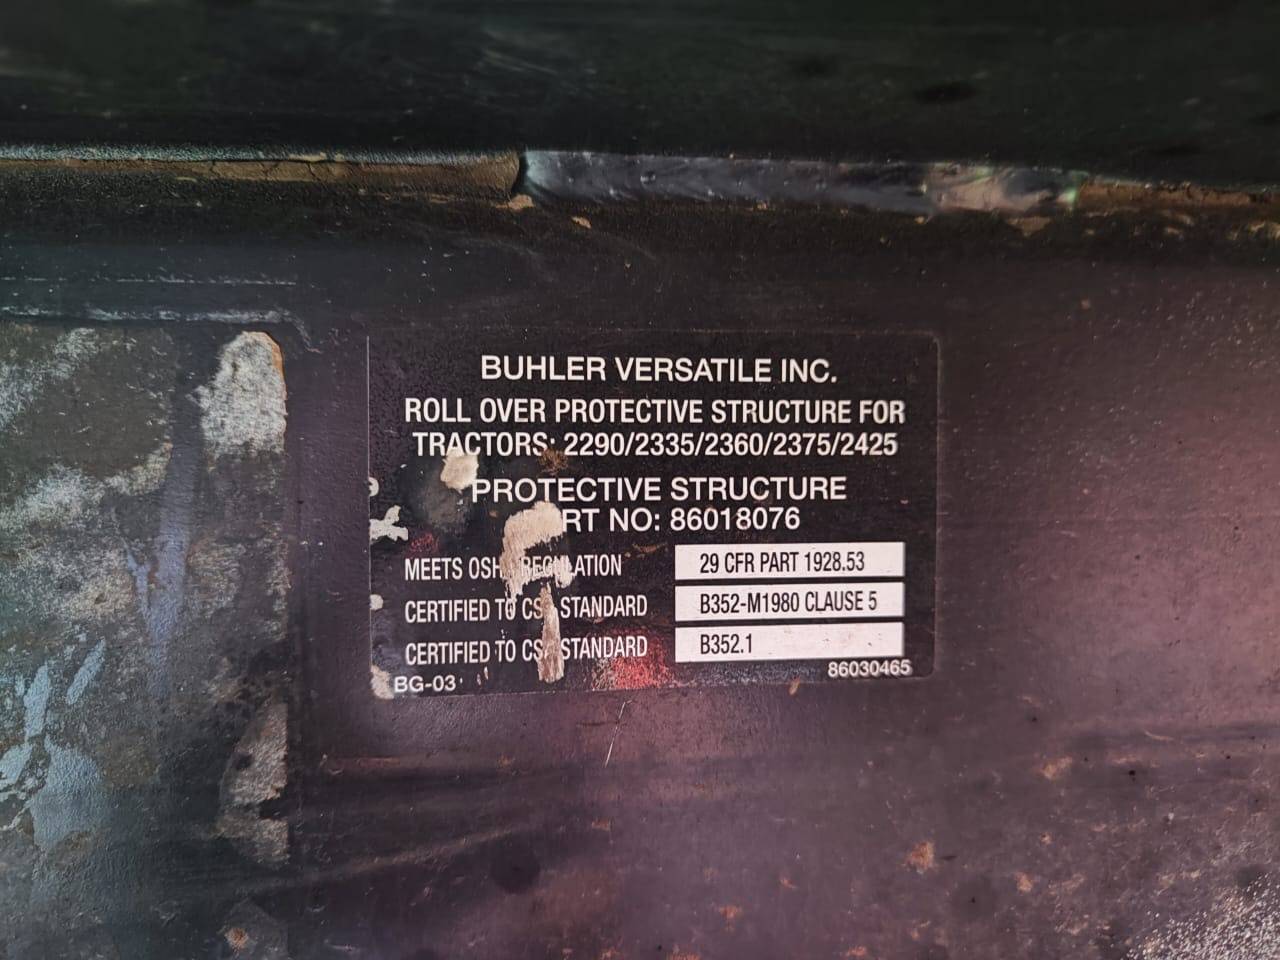 BUHLER VERSATILE INC.
ROLL OVER PROTECTIVE STRUCTURE FOR
TRACTORS: 2290/2335/2360/2375/2425
PROTECTIVE STRUCTURE
RT NO: 86018076
MEETS OSH REGULATION 29 CFR PART 1928.53
CERTIFIED TO CSA STANDARD B352-M1980 CLAUSE 5
CERTIFIED TO CSA STANDARD B352.1
BG-03 86030465